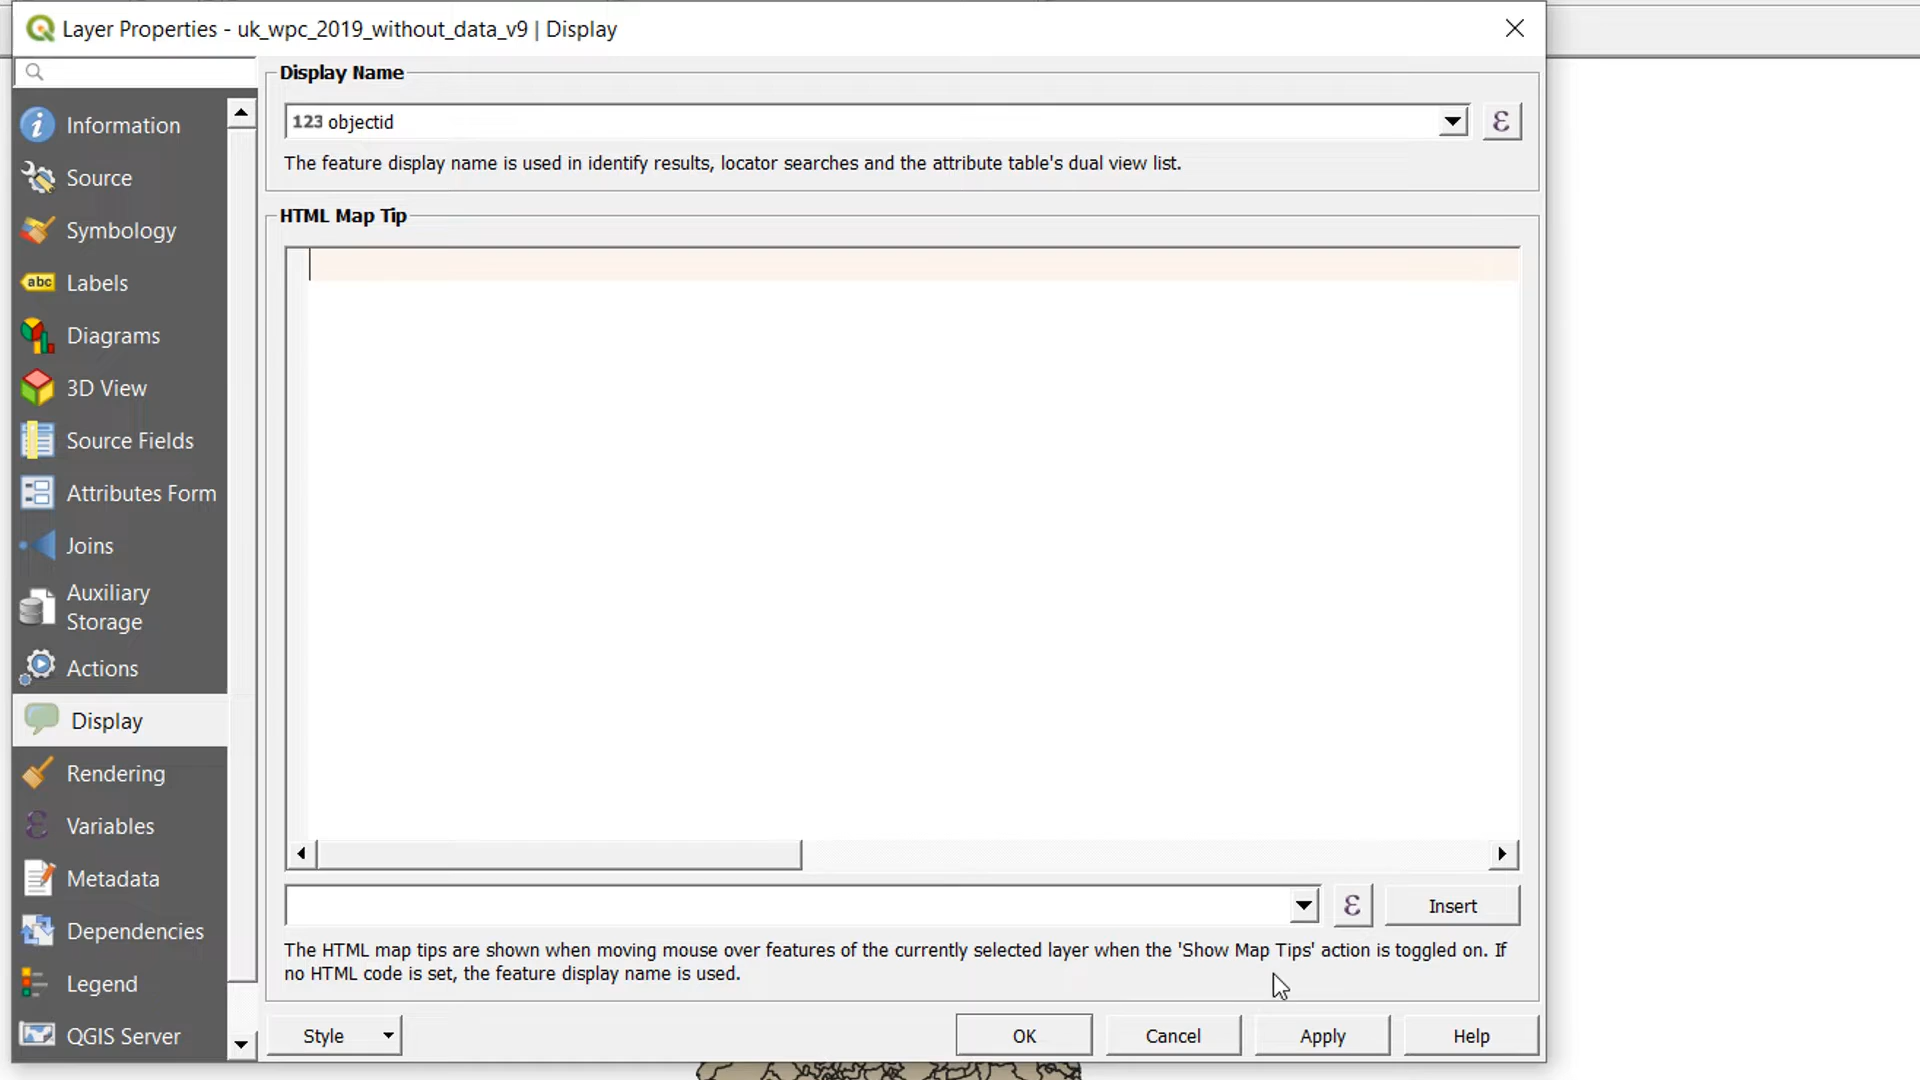 Layer Properties - uk_wpc_2019_without_data_v9 | Display
Information
Source
Symbology
abc Labels
Diagrams
3D View
Source Fields
Attributes Form
Joins
Auxiliary
Storage
Actions
Display
Rendering
Variables
Metadata
Dependencies
Legend
QGIS Server
Display Name
123 objectid
ε
The feature display name is used in identify results, locator searches and the attribute table's dual view list.
HTML Map Tip
ε
Insert
The HTML map tips are shown when moving mouse over features of the currently selected layer when the 'Show Map Tips' action is toggled on. If
no HTML code is set, the feature display name is used.
Style
OK
Cancel
Apply
Help